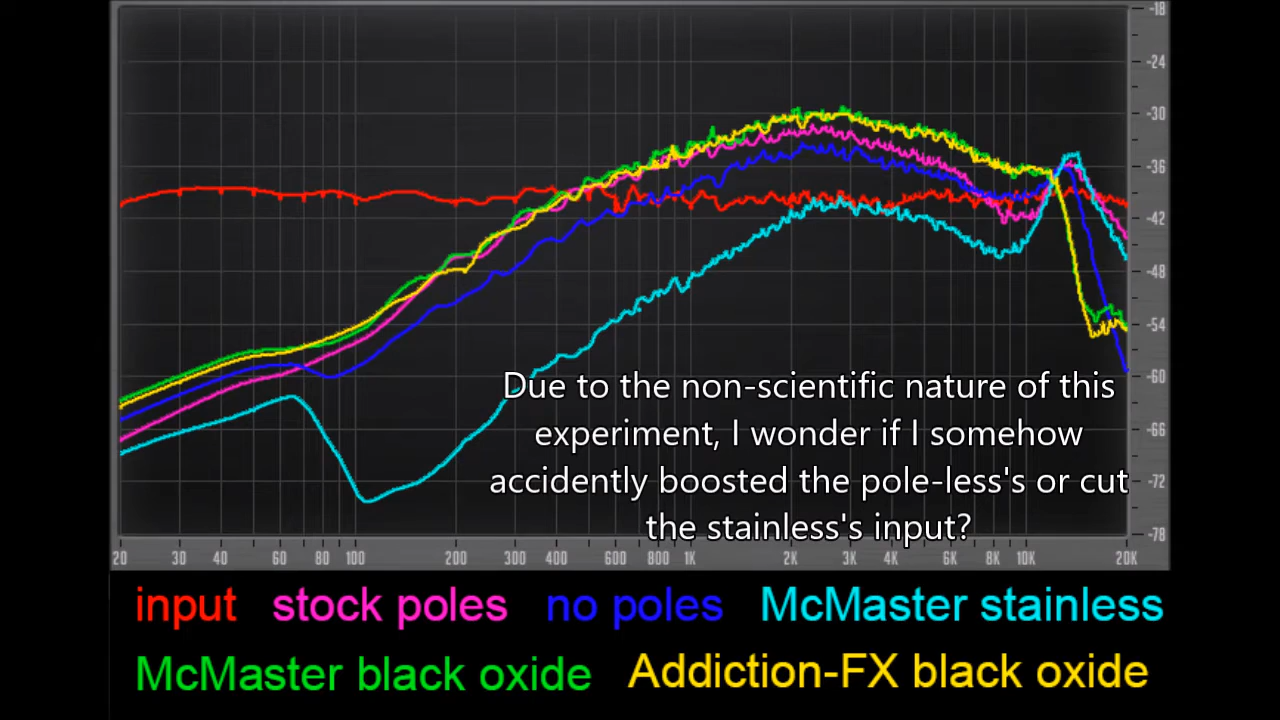 -18
-24
-30
-36
-42
-48
-54
-60
-66
-72
-78
Due to the non-scientific nature of this
experiment, I wonder if I somehow
accidently boosted the pole-less's or cut
the stainless's input?
20 30 40 60 80 100 200 300 400 600 800 1K 2K 3K 4K 6K 8K 10K 20K
input stock poles no poles McMaster stainless
McMaster black oxide Addiction-FX black oxide